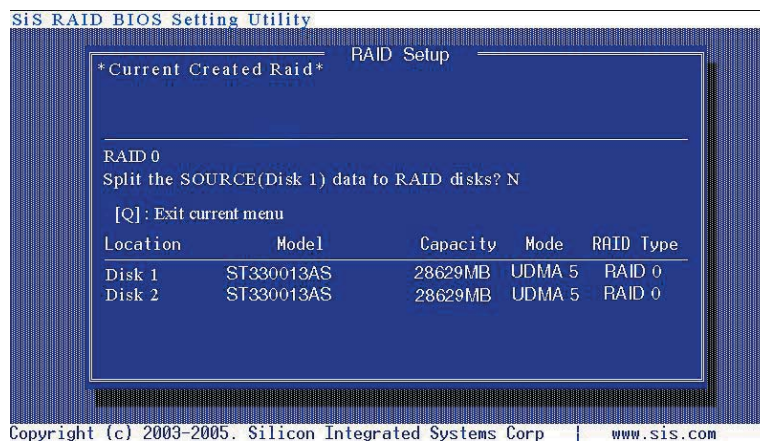 SiS RAID BIOS Setting Utility
RAID Setup
*Current Created Raid*
RAID 0
Split the SOURCE(Disk 1) data to RAID disks? N
[Q] : Exit current menu
Location Model Capacity Mode RAID Type
Disk 1 ST330013AS 28629MB UDMA 5 RAID 0
Disk 2 ST330013AS 28629MB UDMA 5 RAID 0
Copyright (c) 2003-2005. Silicon Integrated Systems Corp | www.sis.com